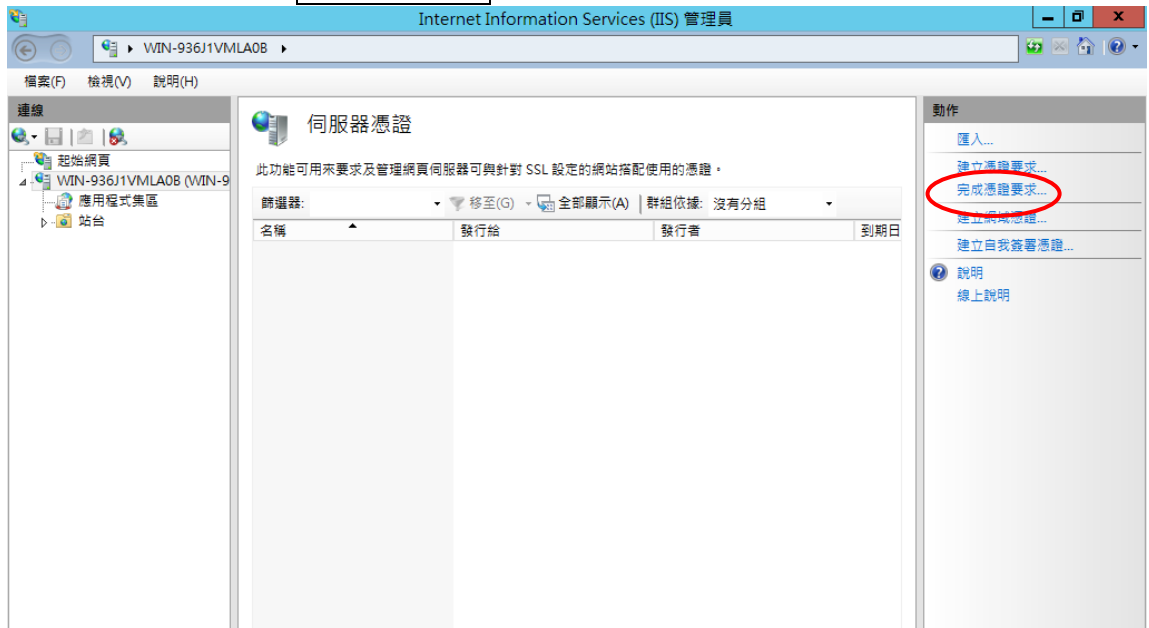 Internet Information Services (IIS) 管理員
WIN-936J1VMLA0B
檔案(F) 檢視(V) 說明(H)
連線
起始網頁
WIN-936J1VMLA0B (WIN-9
應用程式集區
站台
伺服器憑證
此功能可用來要求及管理網頁伺服器可與針對 SSL 設定的網站搭配使用的憑證。
篩選器: 移至(G) 全部顯示(A) 群組依據: 沒有分組
名稱 發行給 發行者 到期日
動作
匯入...
建立憑證要求...
完成憑證要求...
建立網域憑證...
建立自我簽署憑證...
說明
線上說明